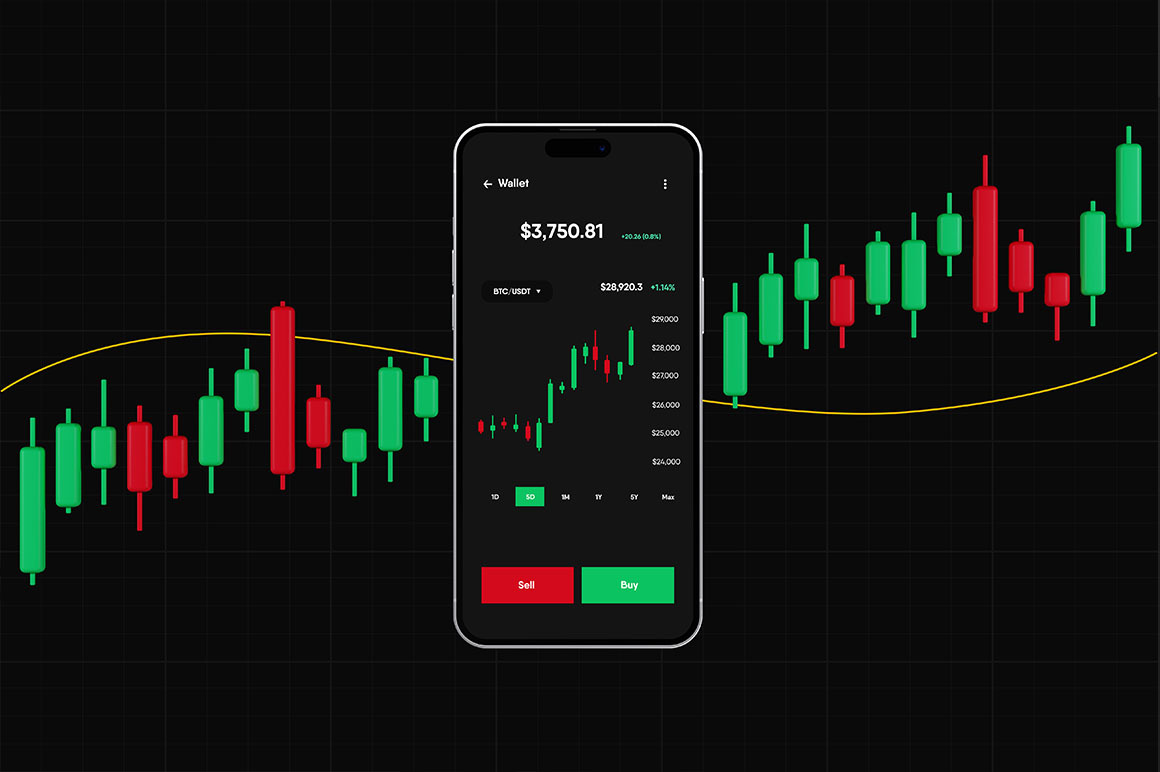 ← Wallet
$3,750.81 +20.26 (0.8%)
BTC/USDT ▼ $28,920.3 +1.14%
$29,000
$28,000
$27,000
$26,000
$25,000
$24,000
1D 5D 1M 1Y 5Y Max
Sell Buy